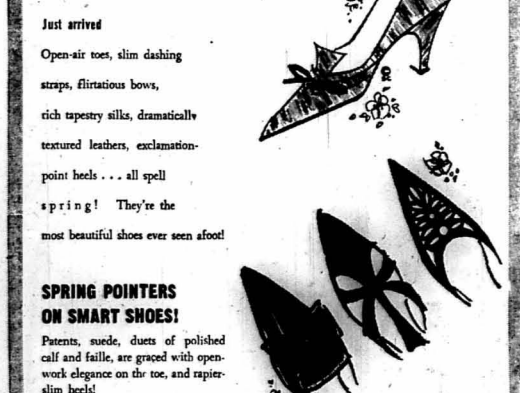 Just arrived
Open-air toes, slim dashing
straps, flirtatious bows,
rich tapestry silks, dramatically
textured leathers, exclamation-
point heels . . . all spell
spring! They're the
most beautiful shoes ever seen afoot!
SPRING POINTERS
ON SMART SHOES!
Patents, suede, duets of polished
calf and faille, are graced with open-
work elegance on the toe, and rapier-
slim heels!